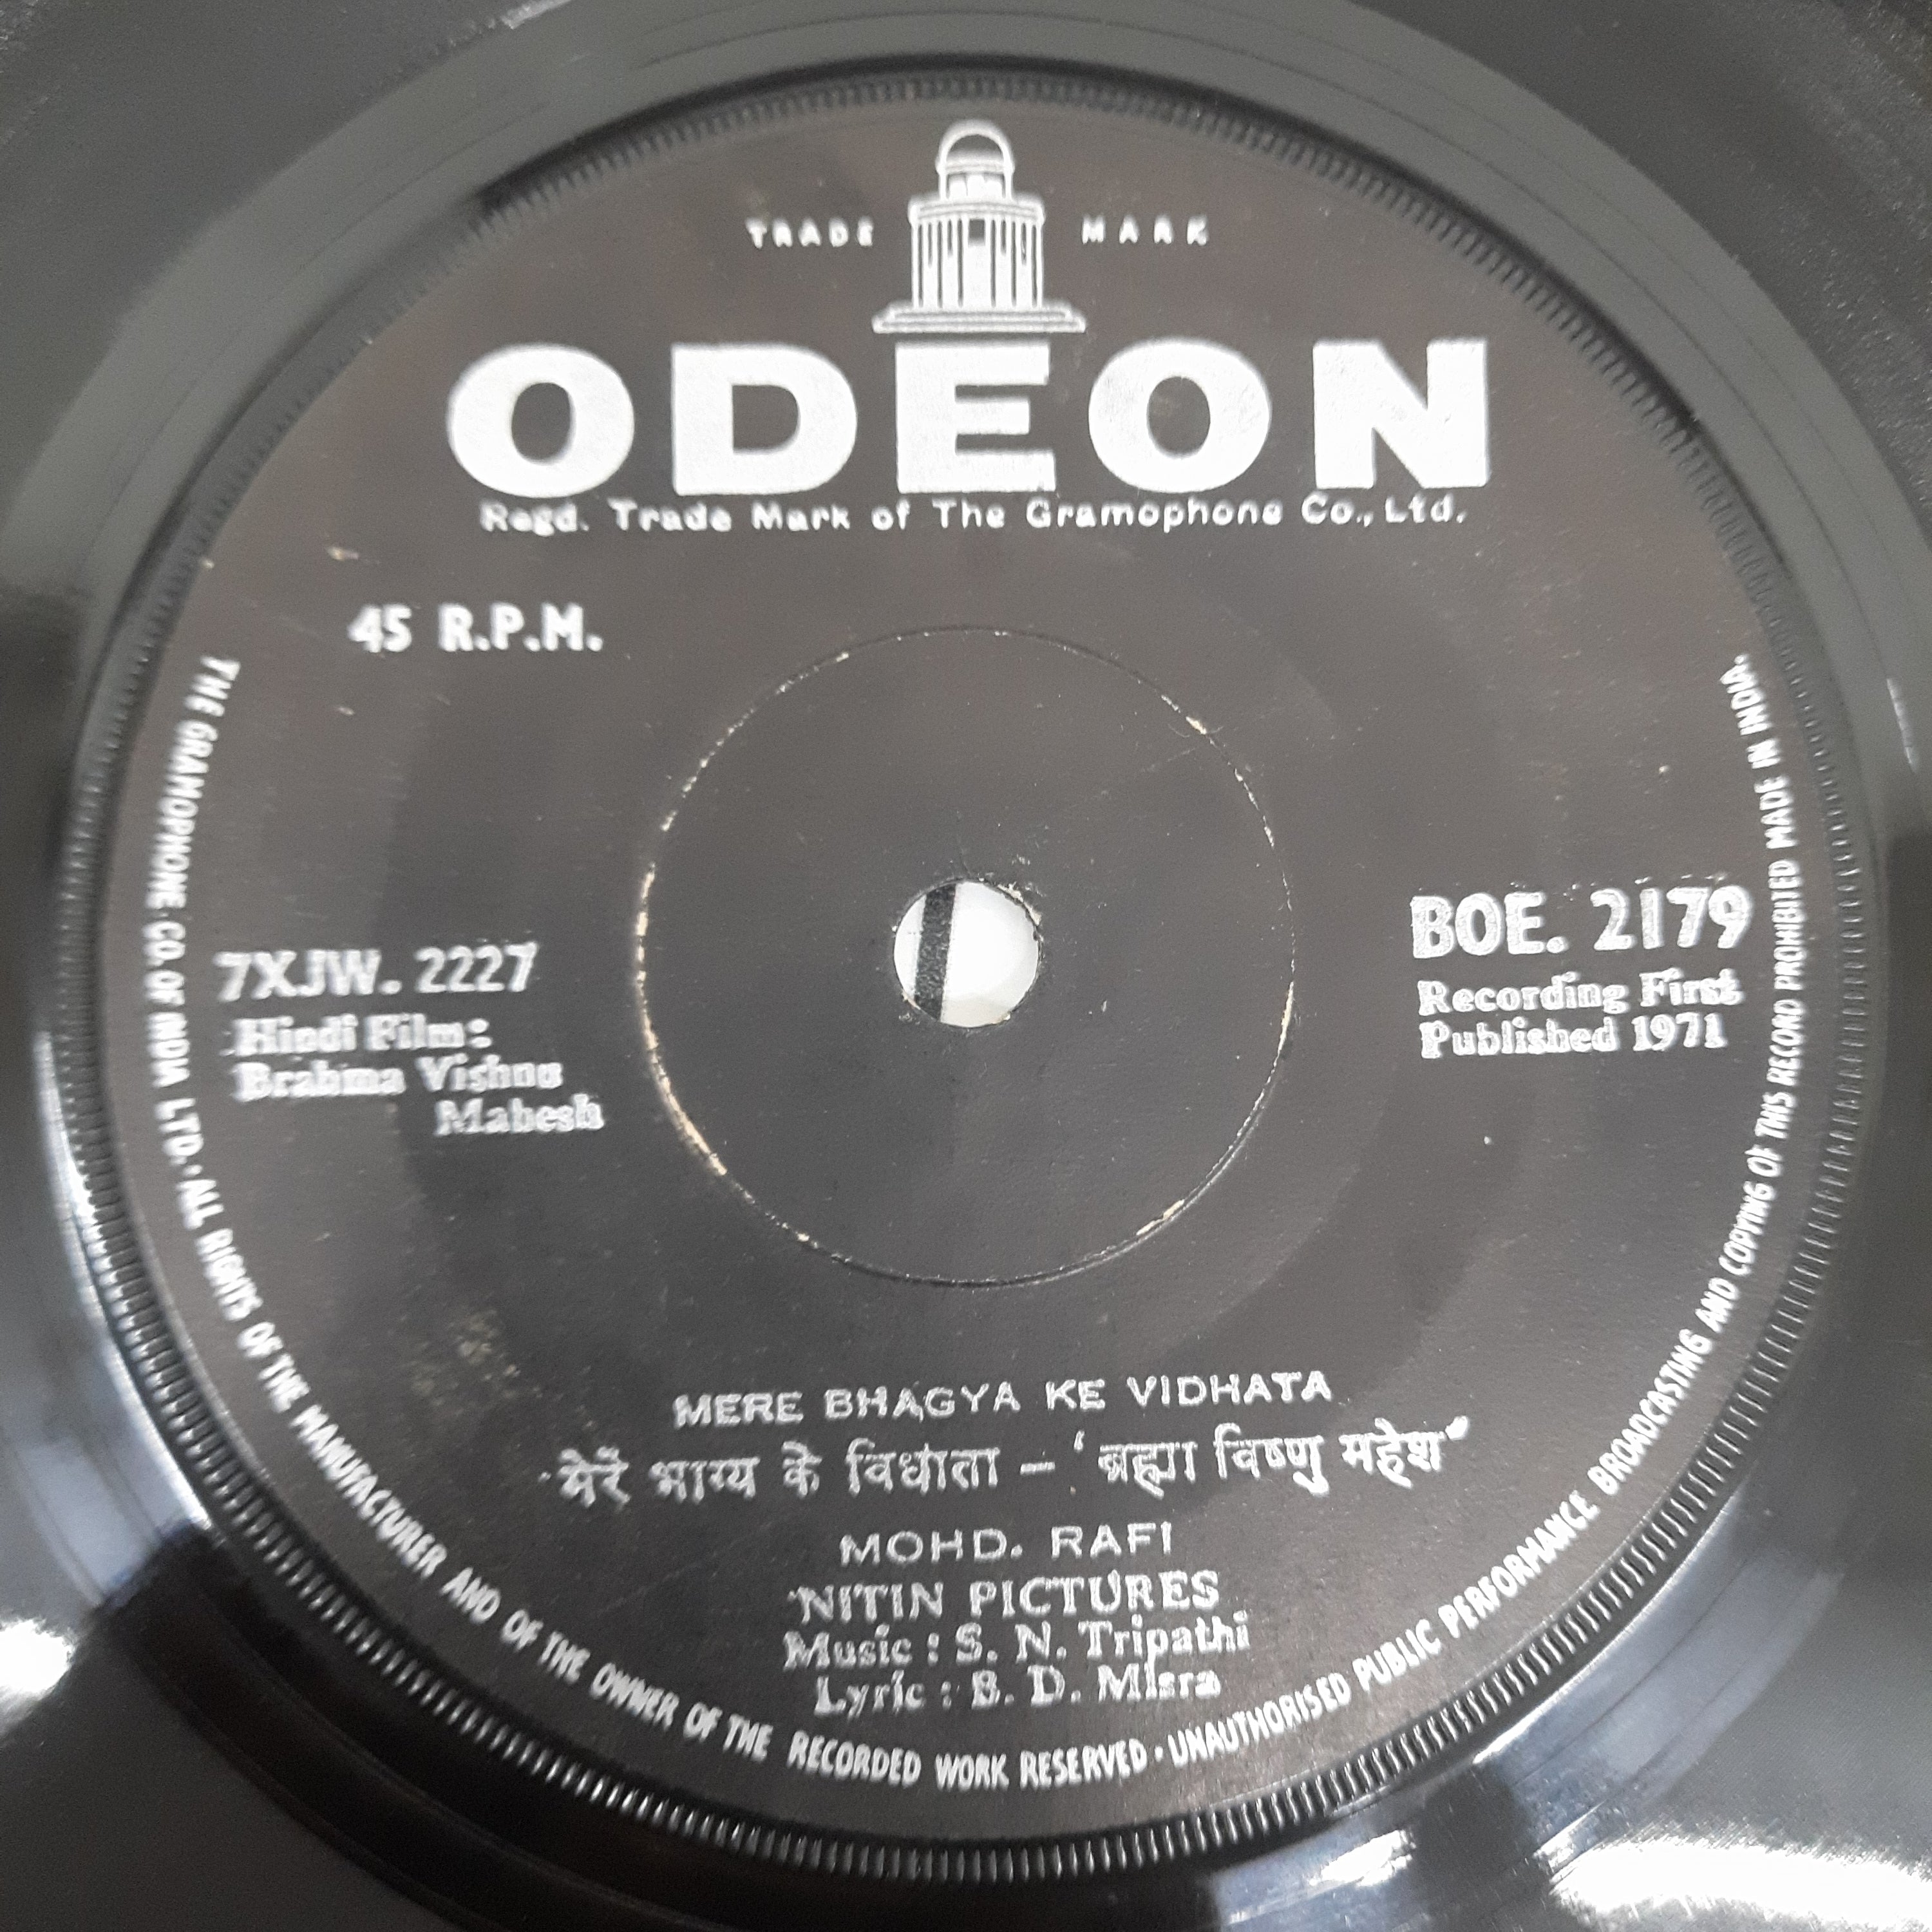 TRADE MARK
ODEON
Regd. Trade Mark of The Gramophone Co., Ltd.
45 R.P.M.
7XJW. 2227
Hindi Film:
Brahma Vishnu
Mahesh
BOE. 2179
Recording First
Published 1971
MERE BHAGYA KE VIDHATA
मेरे भाग्य के विधाता – 'ब्रह्मा विष्णु महेश'
MOHD. RAFI
NITIN PICTURES
Music : S. N. Tripathi
Lyric : B. D. Misra
THE GRAMOPHONE CO. OF INDIA LTD. · ALL RIGHTS OF THE MANUFACTURER AND OF THE OWNER OF THE RECORDED WORK RESERVED · UNAUTHORISED PUBLIC PERFORMANCE BROADCASTING AND COPYING OF THIS RECORD PROHIBITED MADE IN INDIA.